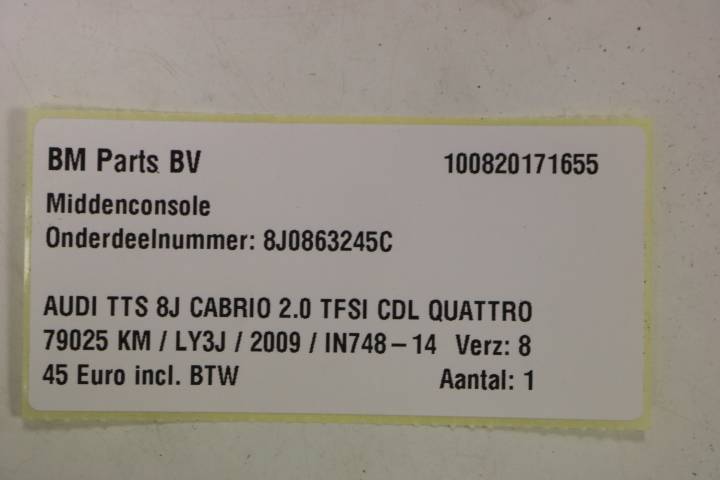 BM Parts BV 100820171655
Middenconsole
Onderdeelnummer: 8J0863245C
AUDI TTS 8J CABRIO 2.0 TFSI CDL QUATTRO
79025 KM / LY3J / 2009 / IN748-14 Verz: 8
45 Euro incl. BTW Aantal: 1